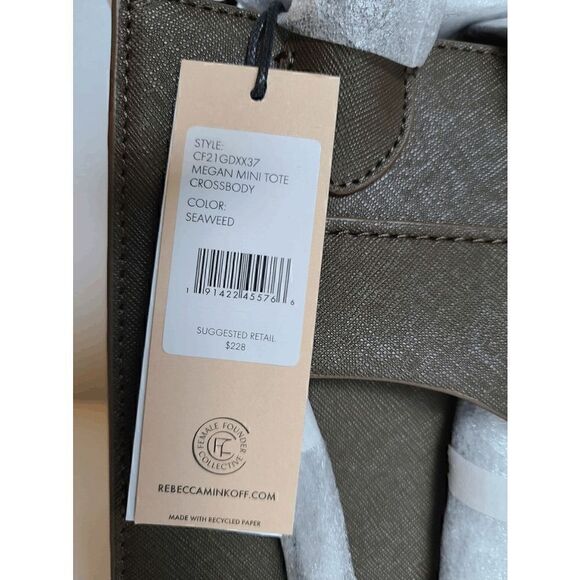 STYLE:
CF21GDXX37
MEGAN MINI TOTE
CROSSBODY
COLOR:
SEAWEED
1 91422 45576 6
SUGGESTED RETAIL
$228
FEMALE FOUNDER
COLLECTIVE
REBECCAMINKOFF.COM
MADE WITH RECYCLED PAPER